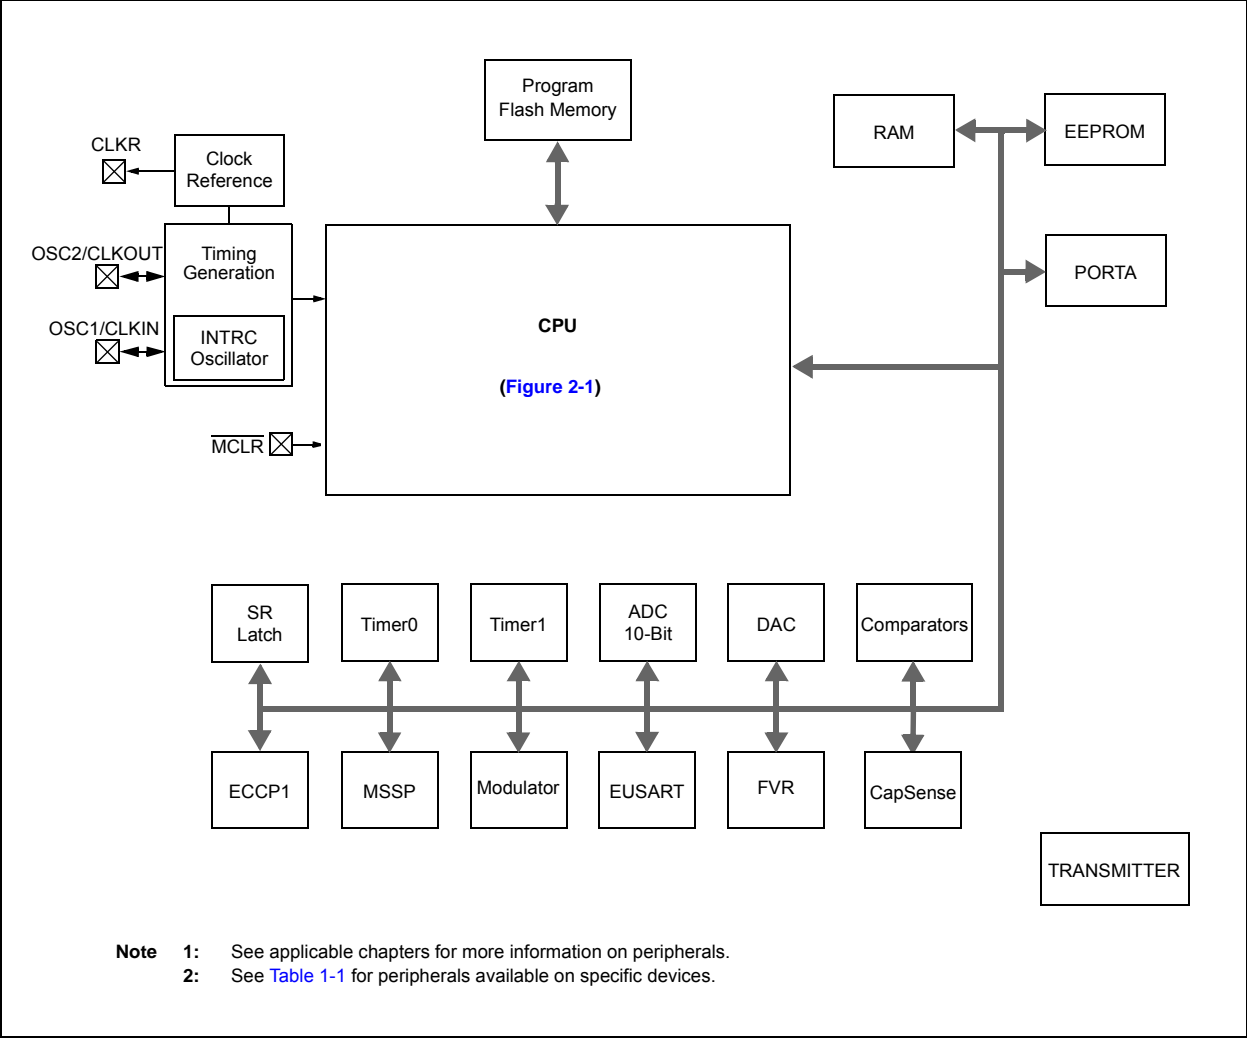 Program
Flash Memory
RAM
EEPROM
CLKR
Clock
Reference
OSC2/CLKOUT
Timing
Generation
PORTA
OSC1/CLKIN
INTRC
Oscillator
CPU
(Figure 2-1)
MCLR
SR
Latch
Timer0
Timer1
ADC
10-Bit
DAC
Comparators
ECCP1
MSSP
Modulator
EUSART
FVR
CapSense
TRANSMITTER
Note 1: See applicable chapters for more information on peripherals.
2: See Table 1-1 for peripherals available on specific devices.